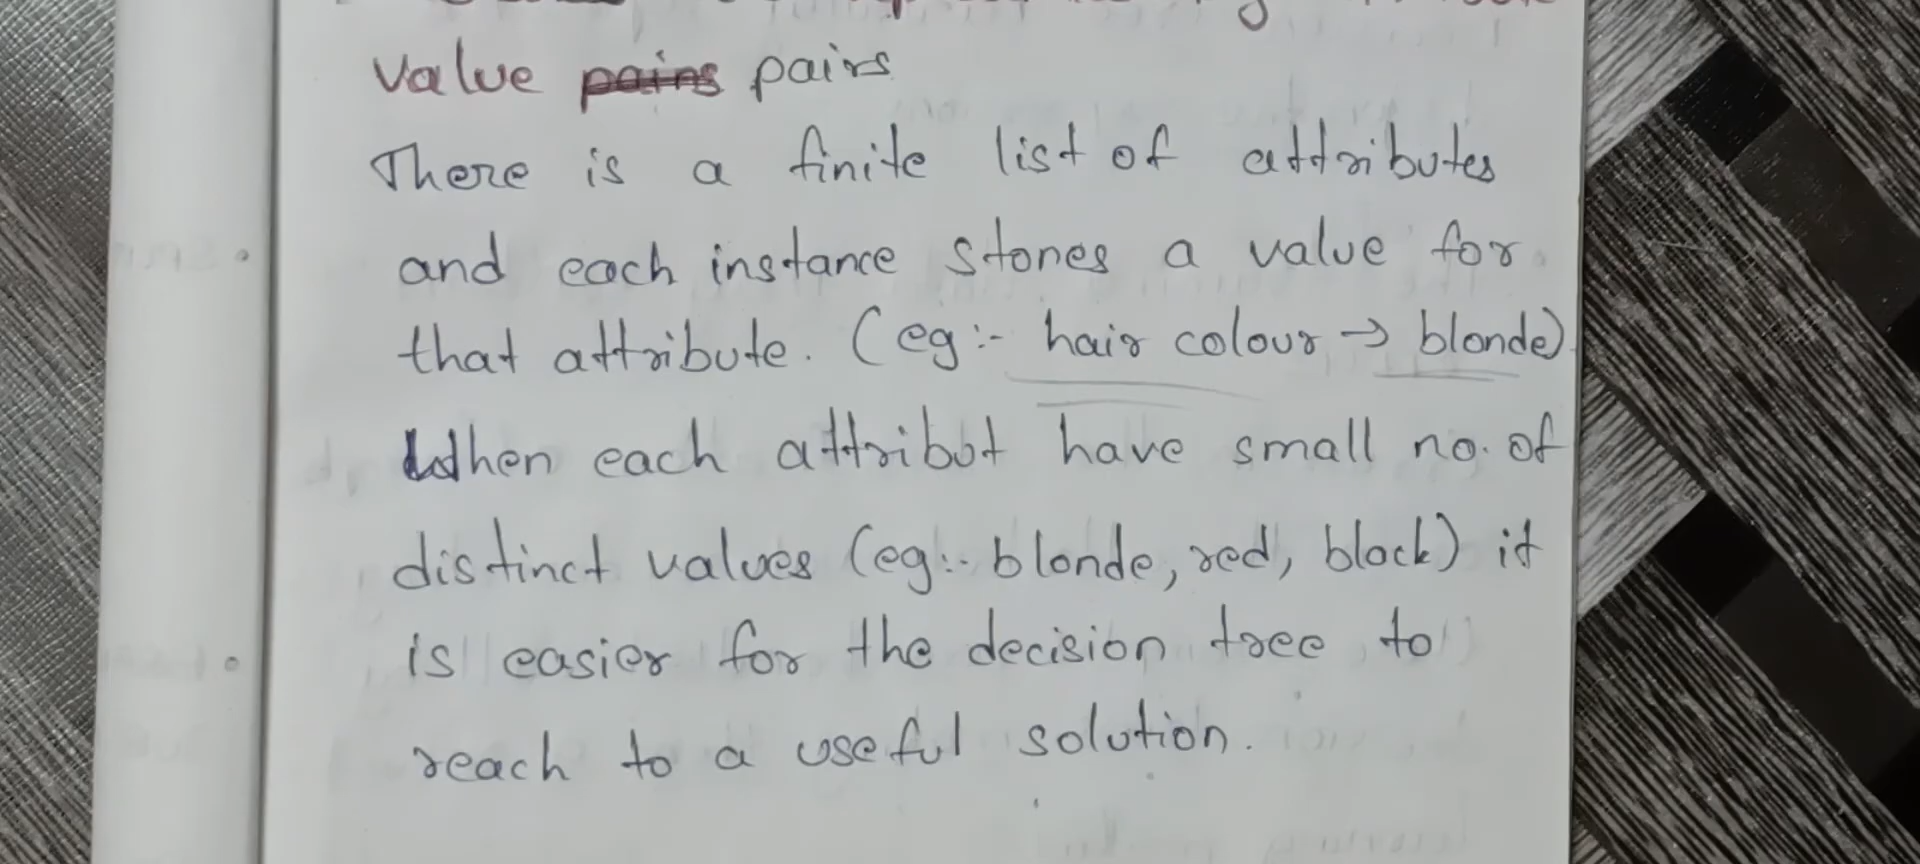 value pairs pairs
There is a finite list of attributes
and each instance stores a value for
that attribute. (eg:- hair colour → blonde)
When each attribut have small no. of
distinct values (eg:- blonde, red, black) it
is easier for the decision tree to
reach to a useful solution.